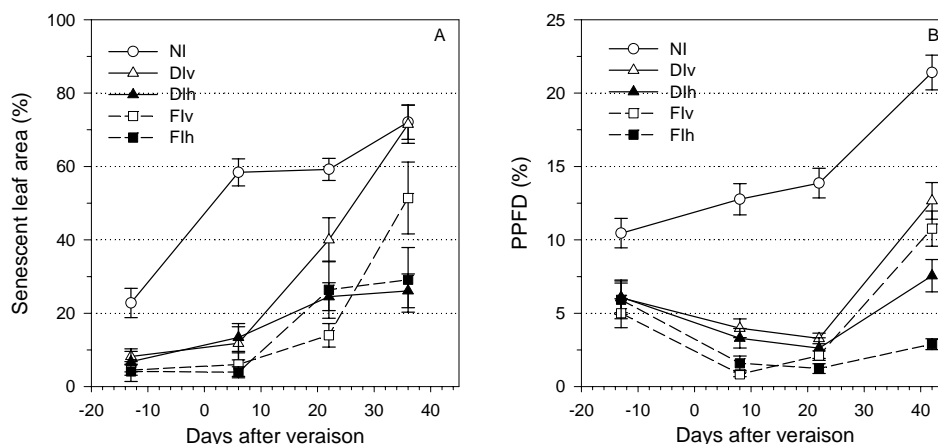 100
80
60
40
20
0
Senescent leaf area (%)
A
NI
DIv
DIh
FIv
FIh
-20 -10 0 10 20 30 40
Days after veraison
25
20
15
10
5
0
PPFD (%)
B
NI
DIv
DIh
FIv
FIh
-20 -10 0 10 20 30 40
Days after veraison